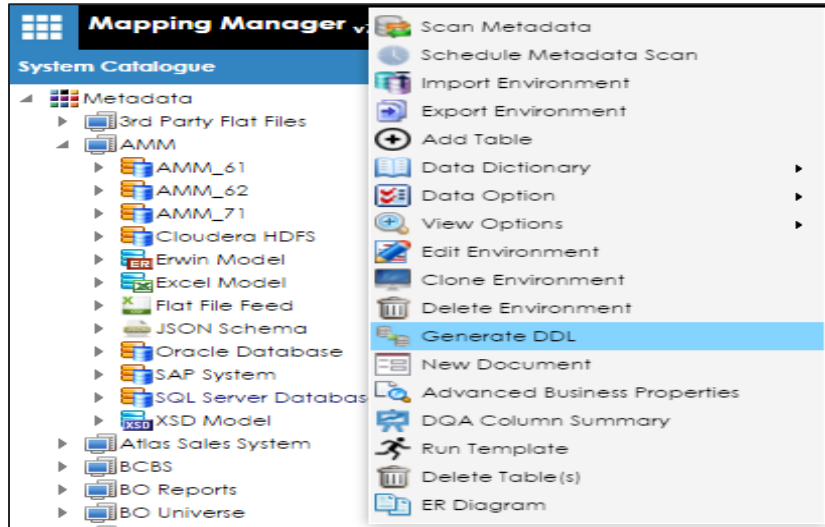 Mapping Manager v7
System Catalogue
Metadata
3rd Party Flat Files
AMM
AMM_61
AMM_62
AMM_71
Cloudera HDFS
Erwin Model
Excel Model
Flat File Feed
JSON Schema
Oracle Database
SAP System
SQL Server Databas
XSD Model
Atlas Sales System
BCBS
BO Reports
BO Universe
Scan Metadata
Schedule Metadata Scan
Import Environment
Export Environment
Add Table
Data Dictionary
Data Option
View Options
Edit Environment
Clone Environment
Delete Environment
Generate DDL
New Document
Advanced Business Properties
DQA Column Summary
Run Template
Delete Table(s)
ER Diagram